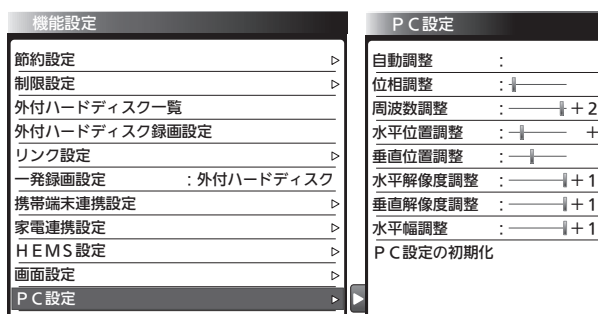 機能設定
節約設定
制限設定
外付ハードディスク一覧
外付ハードディスク録画設定
リンク設定
一発録画設定 : 外付ハードディスク
携帯端末連携設定
家電連携設定
ＨＥＭＳ設定
画面設定
ＰＣ設定
ＰＣ設定
自動調整 :
位相調整 :
周波数調整 : ＋2
水平位置調整 : ＋
垂直位置調整 :
水平解像度調整 : ＋1
垂直解像度調整 : ＋1
水平幅調整 : ＋1
ＰＣ設定の初期化